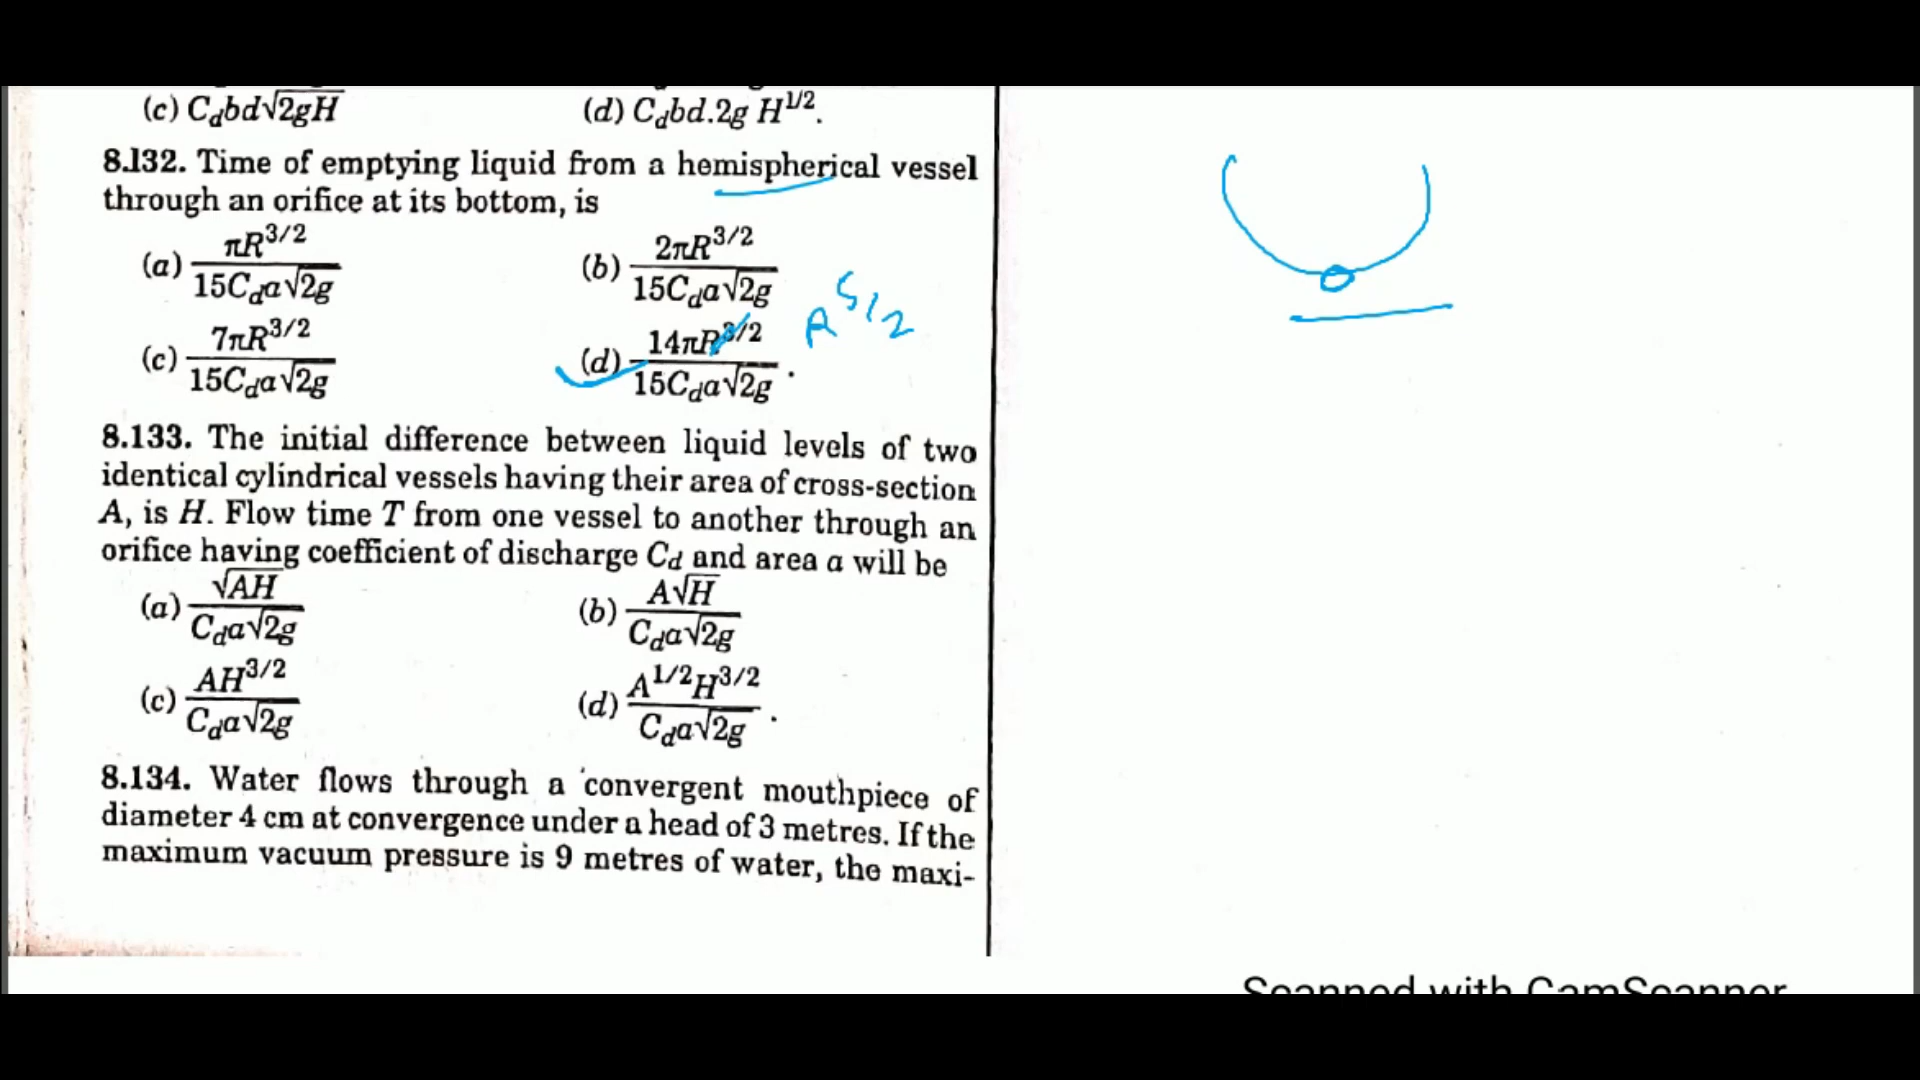 (c) C_d bd√2gH (d) C_d bd.2g H^1/2.
8.132. Time of emptying liquid from a hemispherical vessel
through an orifice at its bottom, is
(a) πR^3/2 / 15C_d a√2g (b) 2πR^3/2 / 15C_d a√2g
R^5/2
(c) 7πR^3/2 / 15C_d a√2g (d) 14πR^3/2 / 15C_d a√2g .
8.133. The initial difference between liquid levels of two
identical cylindrical vessels having their area of cross-section
A, is H. Flow time T from one vessel to another through an
orifice having coefficient of discharge C_d and area a will be
(a) √AH / C_d a√2g (b) A√H / C_d a√2g
(c) AH^3/2 / C_d a√2g (d) A^1/2 H^3/2 / C_d a√2g .
8.134. Water flows through a convergent mouthpiece of
diameter 4 cm at convergence under a head of 3 metres. If the
maximum vacuum pressure is 9 metres of water, the maxi-
Scanned with CamScanner